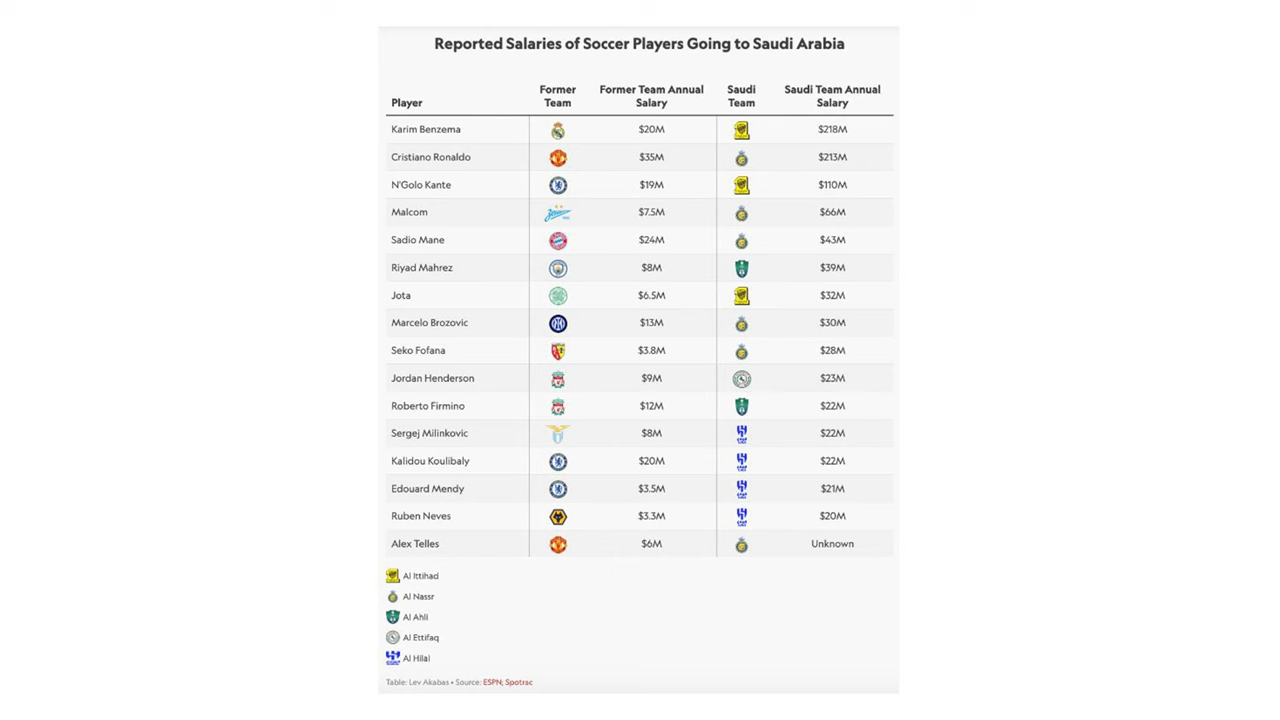 Reported Salaries of Soccer Players Going to Saudi Arabia
Player Former Team Former Team Annual Salary Saudi Team Saudi Team Annual Salary
Karim Benzema $20M $218M
Cristiano Ronaldo $35M $213M
N'Golo Kante $19M $110M
Malcom $7.5M $66M
Sadio Mane $24M $43M
Riyad Mahrez $8M $39M
Jota $6.5M $32M
Marcelo Brozovic $13M $30M
Seko Fofana $3.8M $28M
Jordan Henderson $9M $23M
Roberto Firmino $12M $22M
Sergej Milinkovic $8M $22M
Kalidou Koulibaly $20M $22M
Edouard Mendy $3.5M $21M
Ruben Neves $3.3M $20M
Alex Telles $6M Unknown
Al Ittihad
Al Nassr
Al Ahli
Al Ettifaq
Al Hilal
Table: Lev Akabas • Source: ESPN; Spotrac